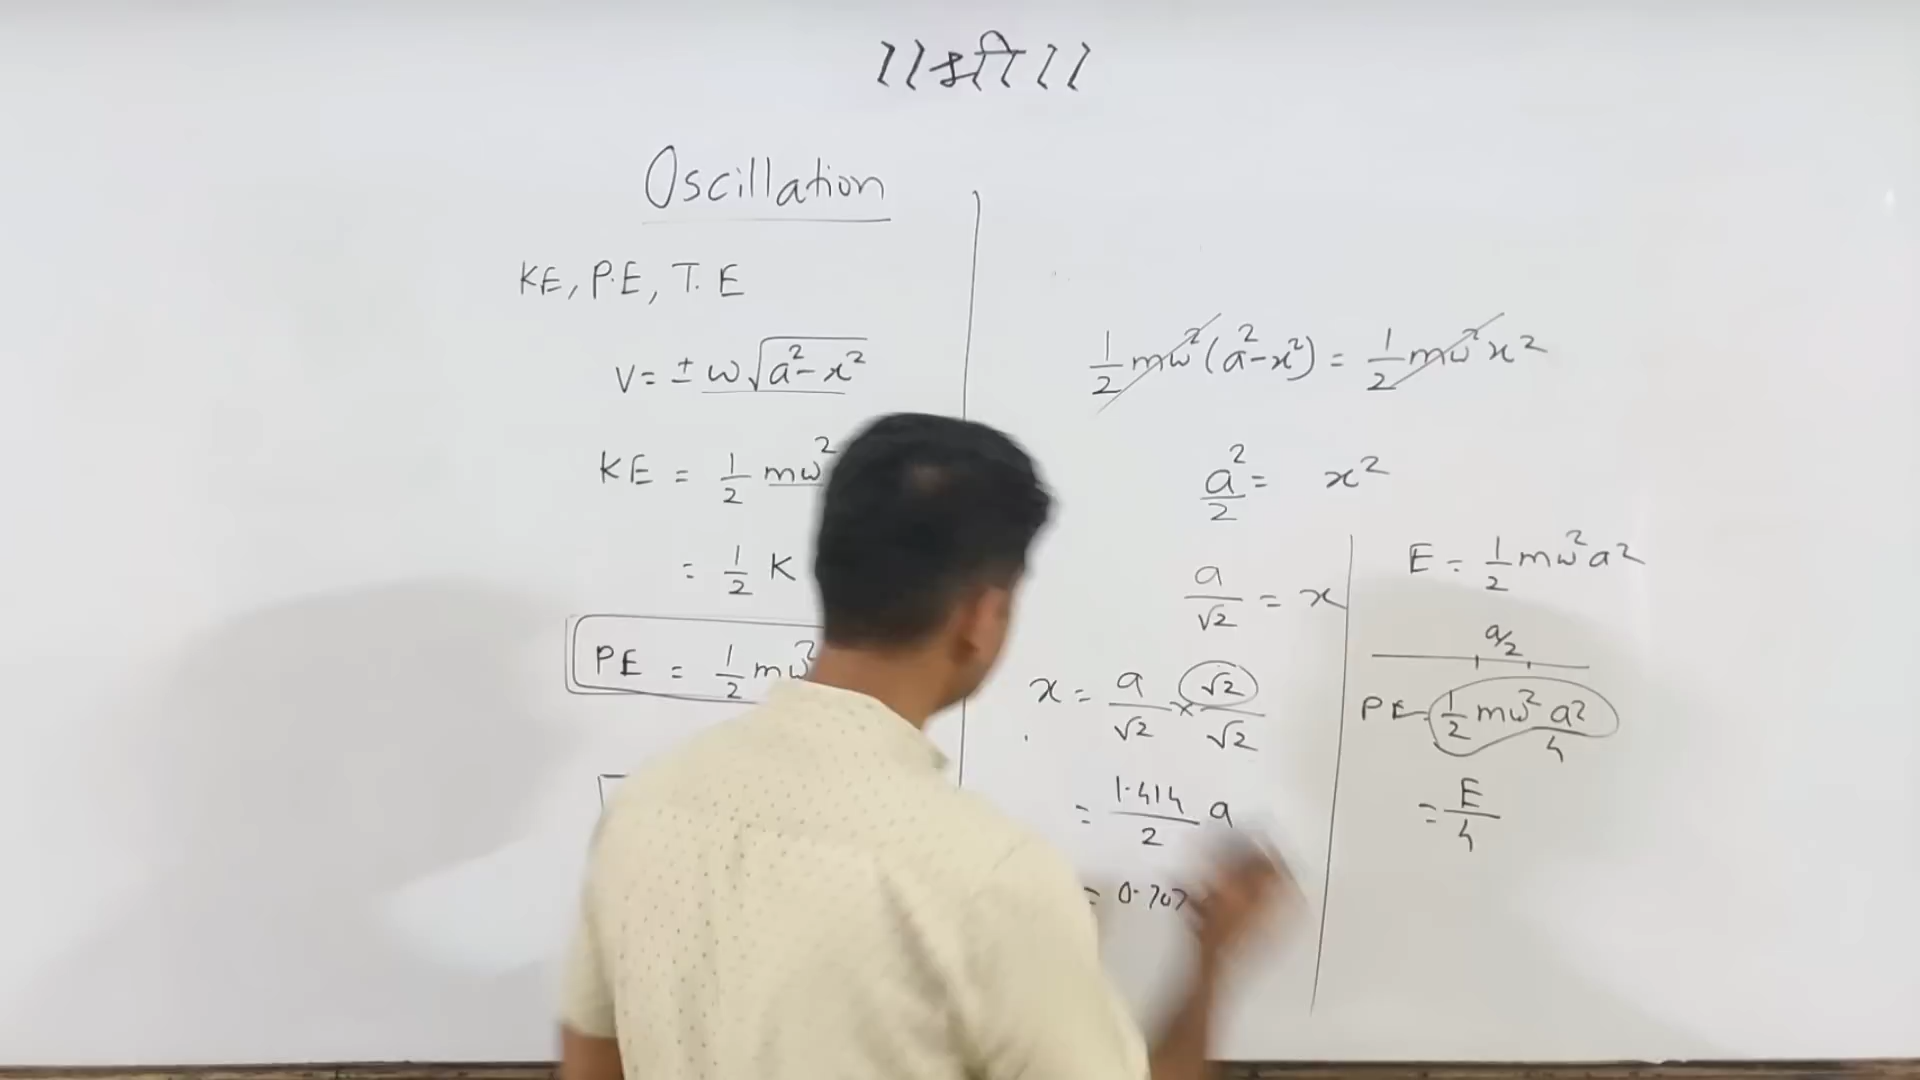 ।।श्री।।
Oscillation
KE, P.E, T.E
V = ± ω√(a² - x²)
KE = 1/2 mω²
= 1/2 K
PE = 1/2 mω²
1/2 mω² (a² - x²) = 1/2 mω² x²
a²/2 = x²
a/√2 = x
x = a/√2 × √2/√2
= 1.414/2 a
= 0.707
E = 1/2 mω² a²
a/2
PE = 1/2 mω² a²/4
= E/4